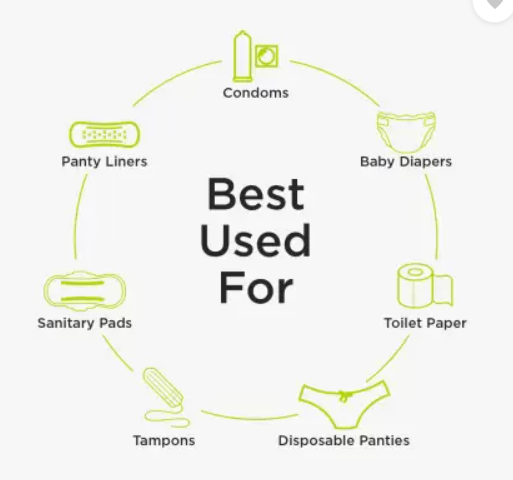 Condoms
Panty Liners
Baby Diapers
Best
Used
For
Sanitary Pads
Toilet Paper
Tampons
Disposable Panties